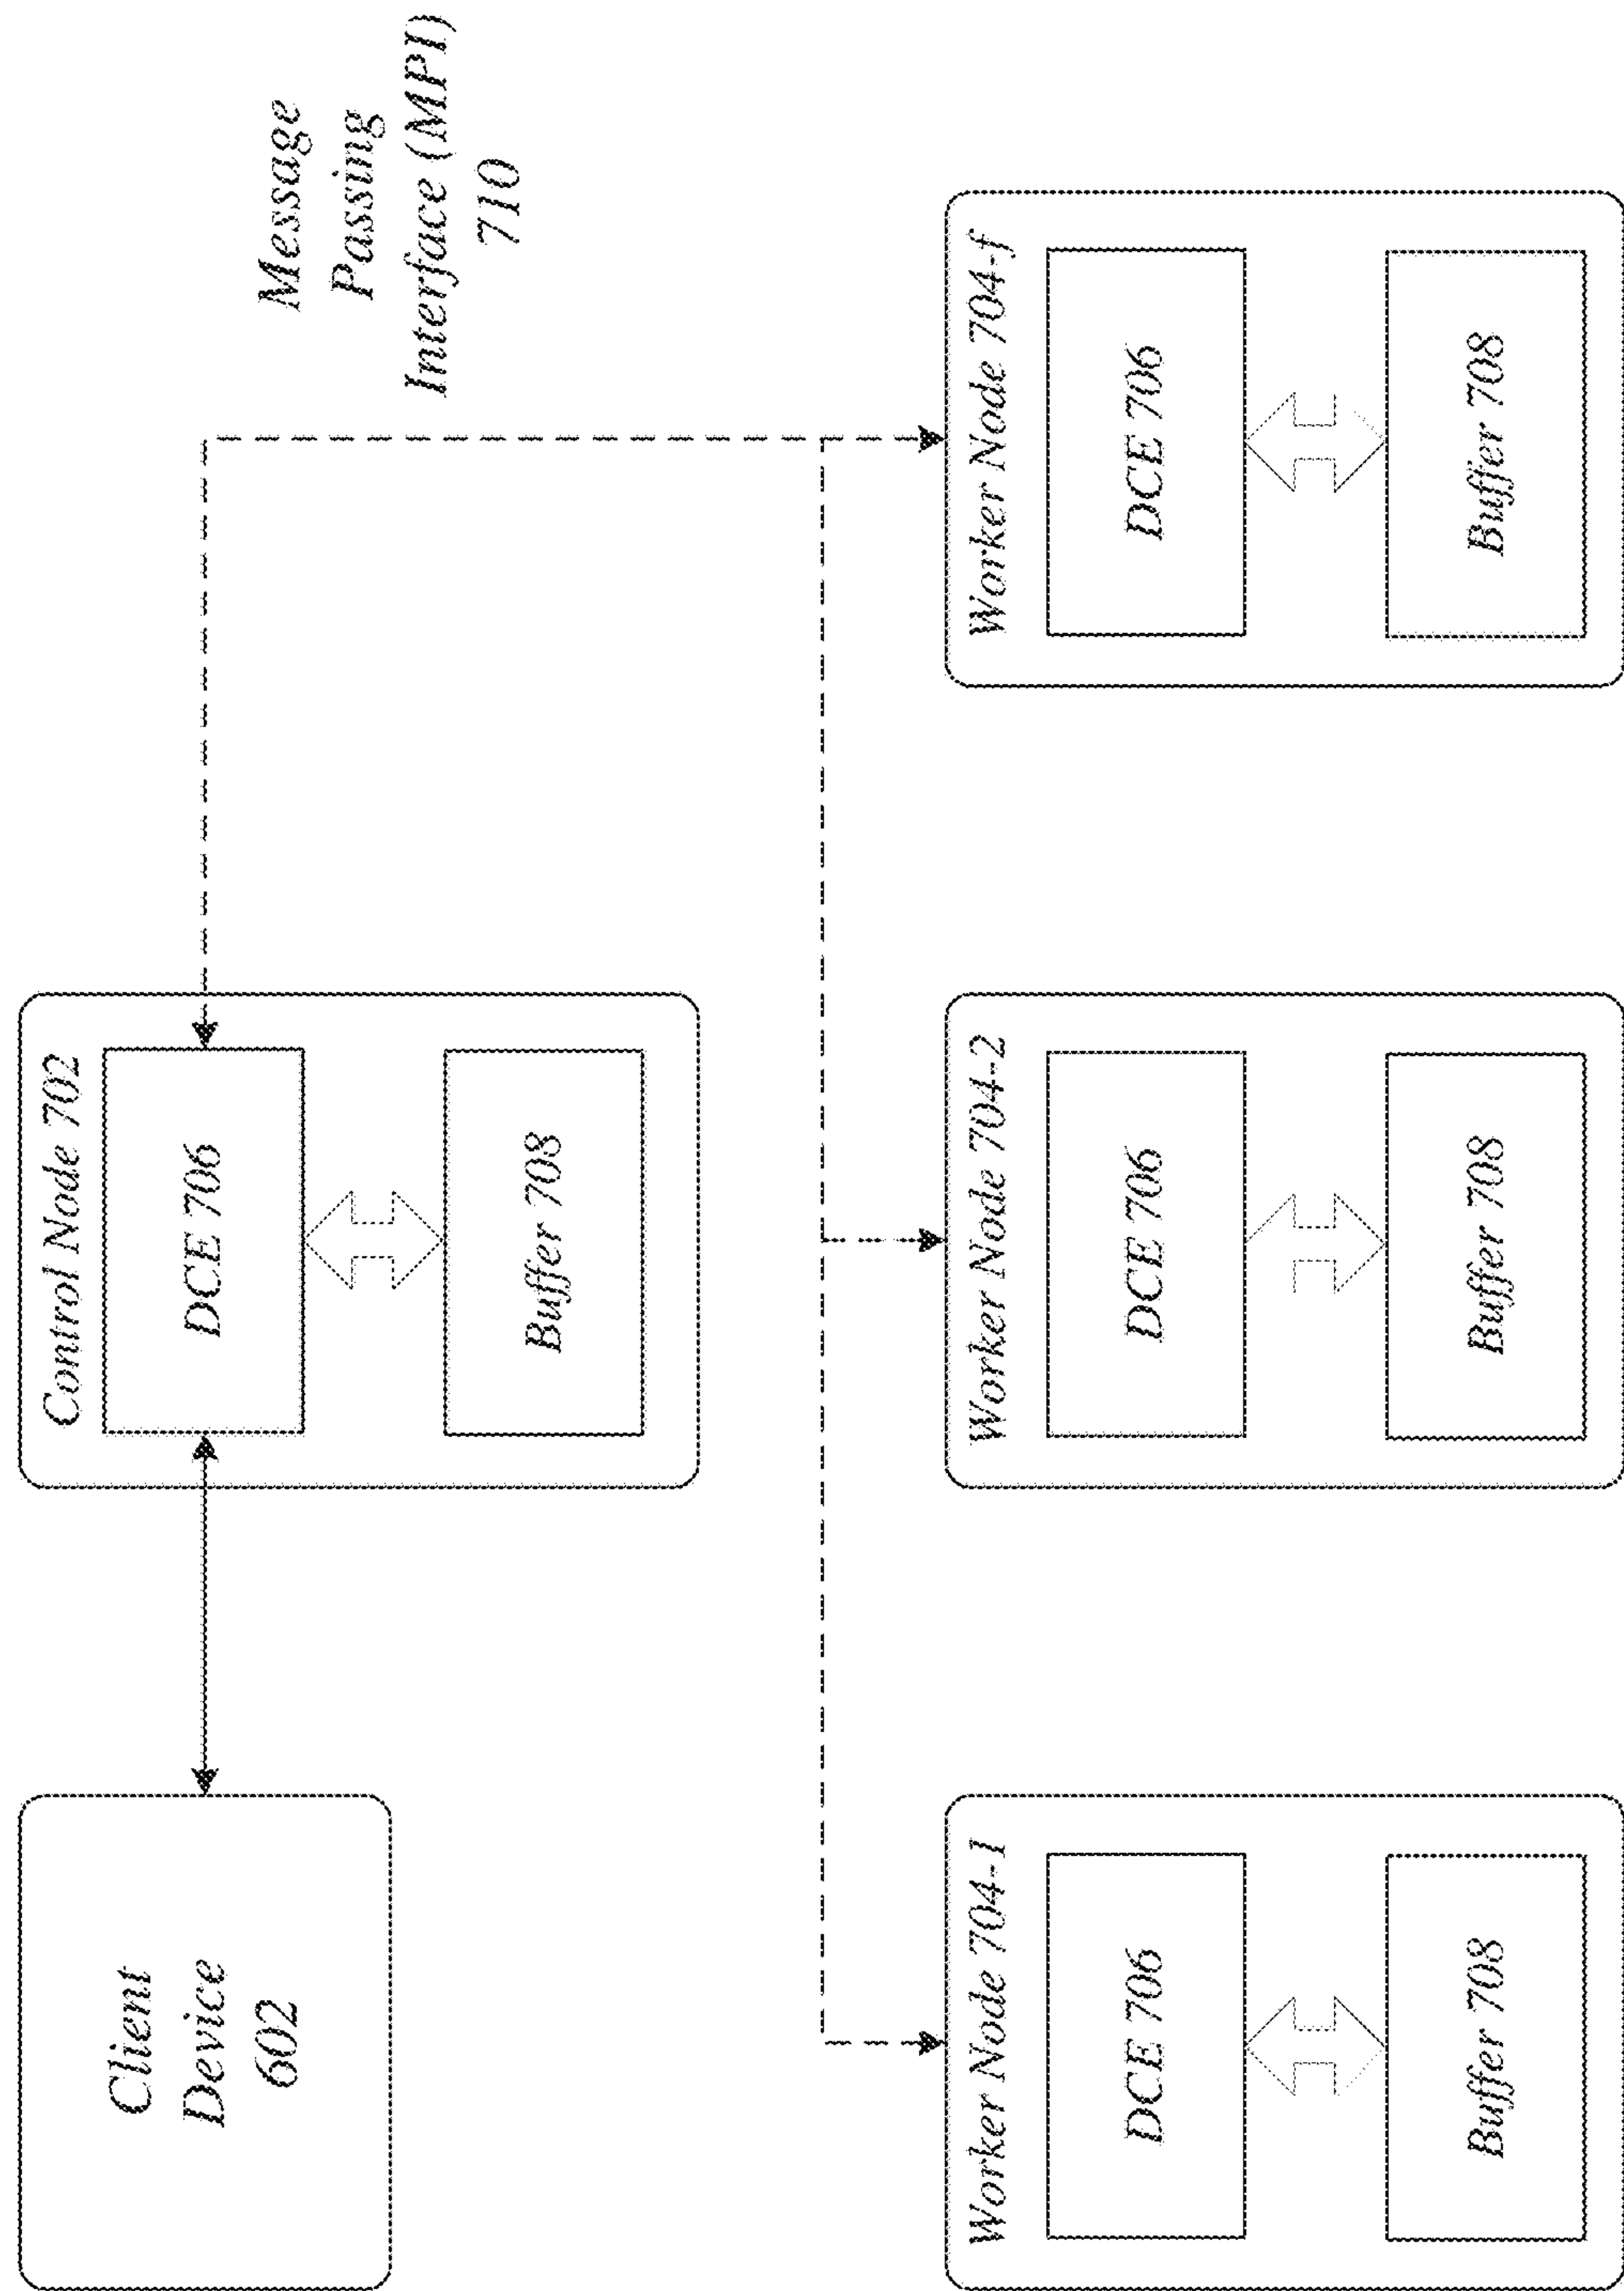 Client
Device
602
Control Node 702
DCE 706
Buffer 708
Message
Passing
Interface (MPI)
710
Worker Node 704-1
DCE 706
Buffer 708
Worker Node 704-2
DCE 706
Buffer 708
Worker Node 704-f
DCE 706
Buffer 708